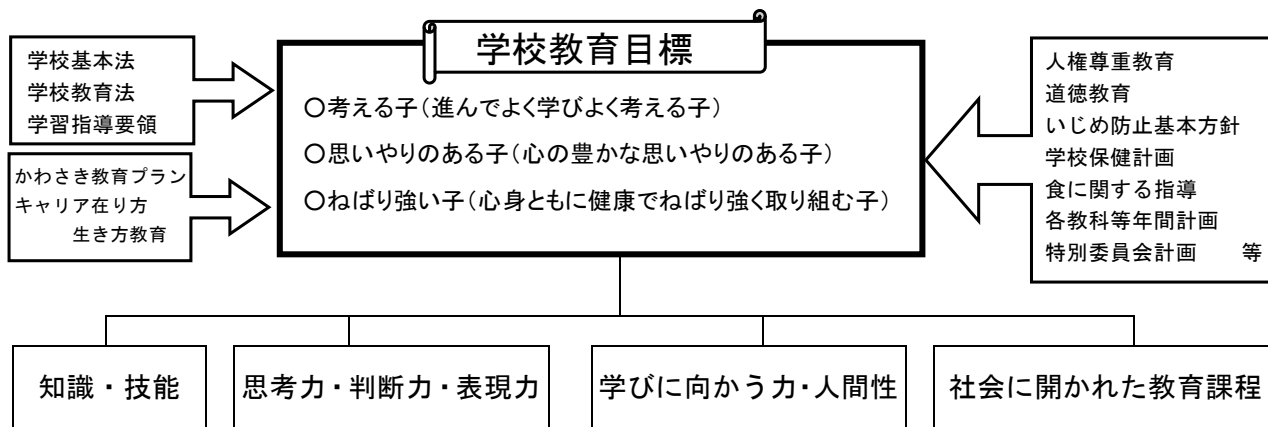 学校教育目標
学校基本法
学校教育法
学習指導要領
かわさき教育プラン
キャリア在り方
生き方教育
〇考える子(進んでよく学びよく考える子)
〇思いやりのある子(心の豊かな思いやりのある子)
〇ねばり強い子(心身ともに健康でねばり強く取り組む子)
人権尊重教育
道徳教育
いじめ防止基本方針
学校保健計画
食に関する指導
各教科等年間計画
特別委員会計画　等
知識・技能
思考力・判断力・表現力
学びに向かう力・人間性
社会に開かれた教育課程